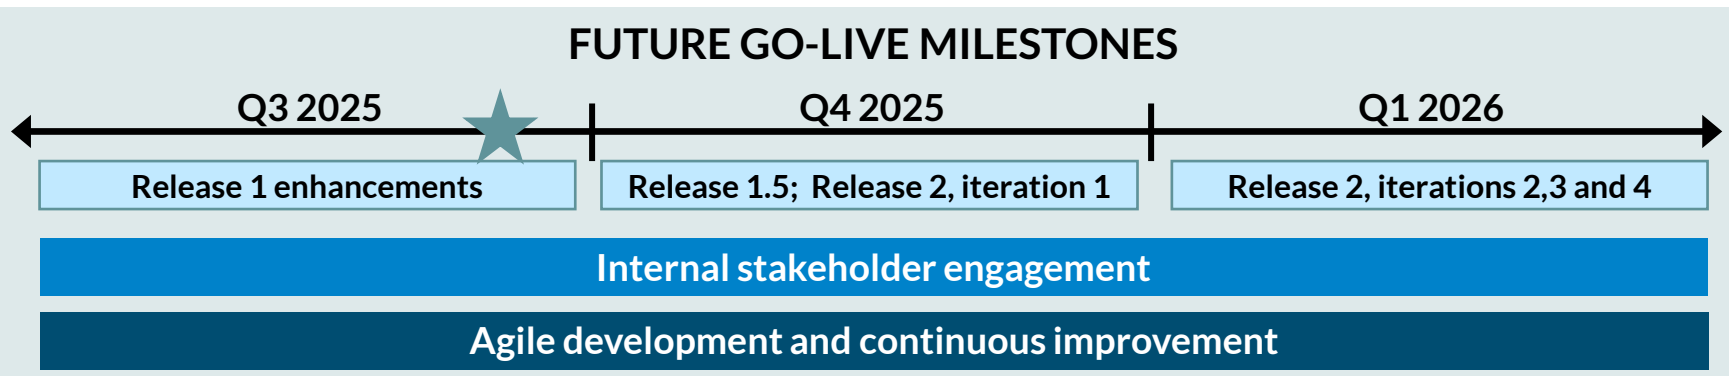 FUTURE GO-LIVE MILESTONES
Q3 2025
Q4 2025
Q1 2026
Release 1 enhancements
Release 1.5;  Release 2, iteration 1
Release 2, iterations 2,3 and 4
Internal stakeholder engagement
Agile development and continuous improvement